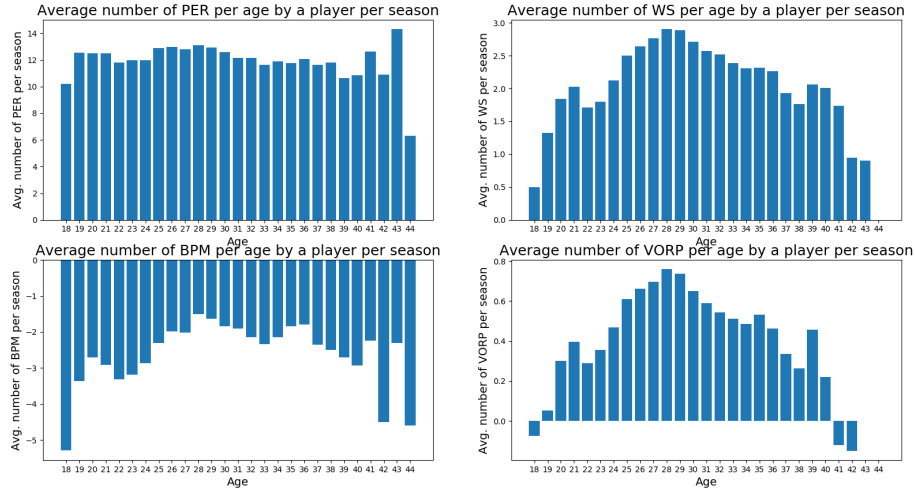 Average number of PER per age by a player per season
Avg. number of PER per season
14
12
10
8
6
4
2
0
18 19 20 21 22 23 24 25 26 27 28 29 30 31 32 33 34 35 36 37 38 39 40 41 42 43 44
Age
Average number of WS per age by a player per season
Avg. number of WS per season
3.0
2.5
2.0
1.5
1.0
0.5
0.0
18 19 20 21 22 23 24 25 26 27 28 29 30 31 32 33 34 35 36 37 38 39 40 41 42 43 44
Age
Average number of BPM per age by a player per season
Avg. number of BPM per season
0
−1
−2
−3
−4
−5
18 19 20 21 22 23 24 25 26 27 28 29 30 31 32 33 34 35 36 37 38 39 40 41 42 43 44
Age
Average number of VORP per age by a player per season
Avg. number of VORP per season
0.8
0.6
0.4
0.2
0.0
18 19 20 21 22 23 24 25 26 27 28 29 30 31 32 33 34 35 36 37 38 39 40 41 42 43 44
Age